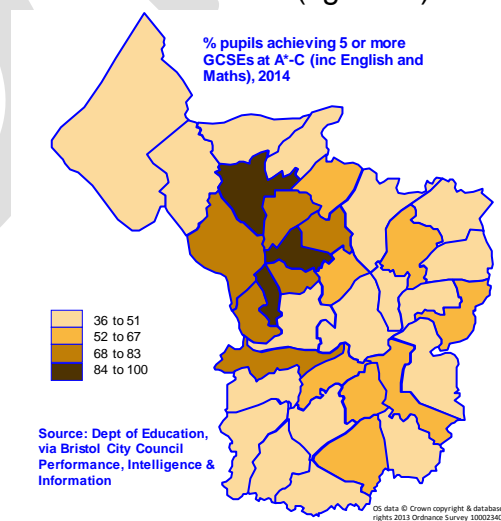 % pupils achieving 5 or more
GCSEs at A*-C (inc English and
Maths), 2014
36 to 51
52 to 67
68 to 83
84 to 100
Source: Dept of Education,
via Bristol City Council
Performance, Intelligence &
Information
OS data © Crown copyright & database
rights 2013 Ordnance Survey 10002340